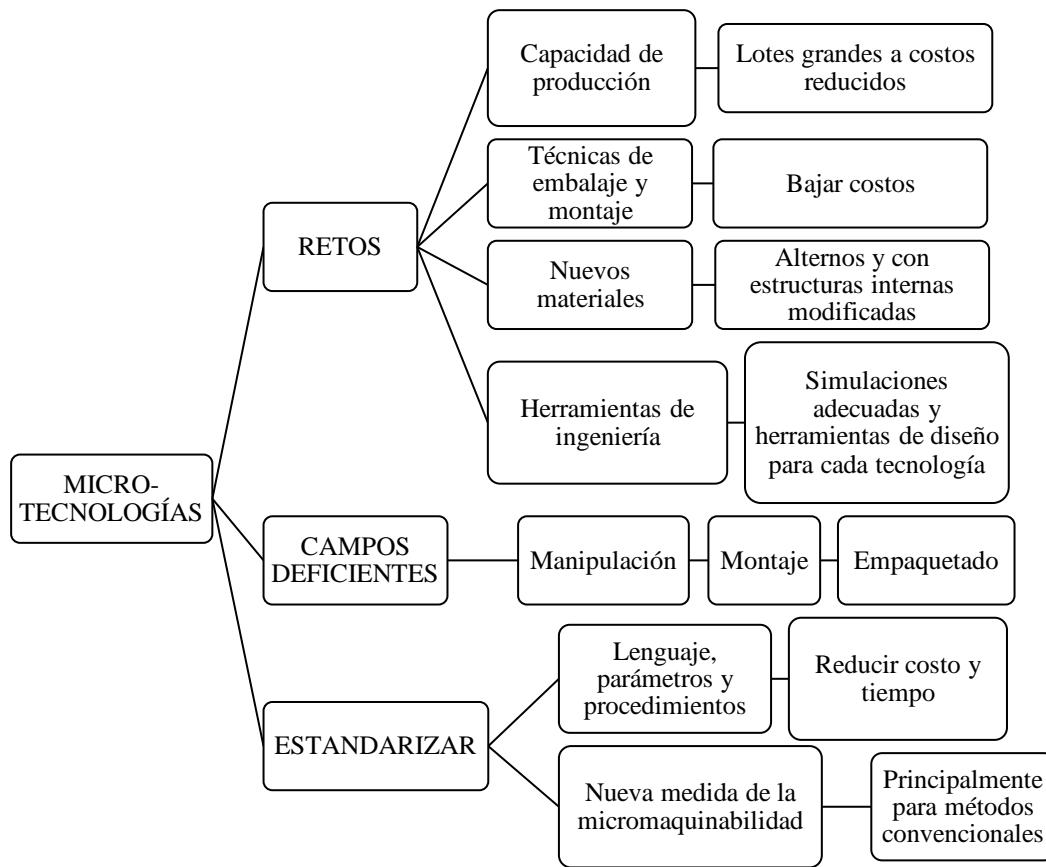 MICRO-
TECNOLOGÍAS
RETOS
Capacidad de
producción
Lotes grandes a costos
reducidos
Técnicas de
embalaje y
montaje
Bajar costos
Nuevos
materiales
Alternos y con
estructuras internas
modificadas
Herramientas de
ingeniería
Simulaciones
adecuadas y
herramientas de diseño
para cada tecnología
CAMPOS
DEFICIENTES
Manipulación
Montaje
Empaquetado
ESTANDARIZAR
Lenguaje,
parámetros y
procedimientos
Reducir costo y
tiempo
Nueva medida de la
micromaquinabilidad
Principalmente
para métodos
convencionales